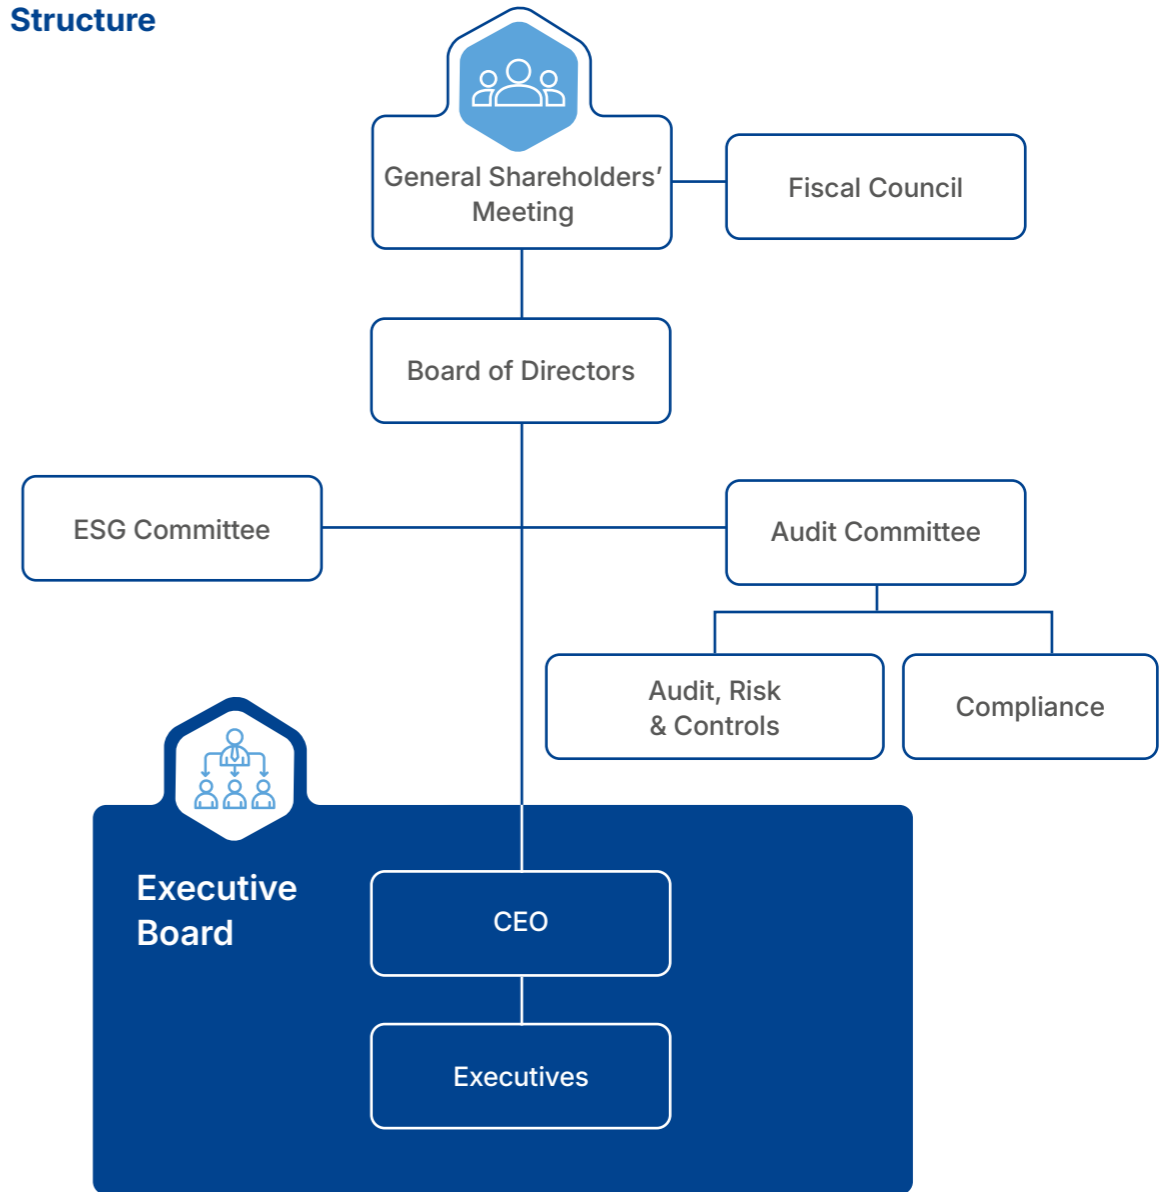 Structure
General Shareholders’
Meeting
Fiscal Council
Board of Directors
ESG Committee
Audit Committee
Audit, Risk
& Controls
Compliance
Executive
Board
CEO
Executives